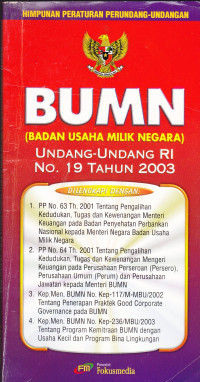 HIMPUNAN PERATURAN PERUNDANG-UNDANGAN
BUMN
(BADAN USAHA MILIK NEGARA)
UNDANG-UNDANG RI
NO. 19 TAHUN 2003
DILENGKAPI DENGAN:
1. PP No. 63 Th. 2001 Tentang Pengalihan
Kedudukan, Tugas dan Kewenangan Menteri
Keuangan pada Badan Penyehatan Perbankan
Nasional kepada Menteri Negara Badan Usaha
Milik Negara
2. PP No. 64 Th. 2001 Tentang Pengalihan
Kedudukan, Tugas dan Kewenangan Mengeri
Keuangan pada Perusahaan Perseroan (Persero),
Perusahaan Umum (Perum) dan Perusahaan
Jawatan kepada Menteri BUMN
3. Kep.Men. BUMN No. Kep-117/M-MBU/2002
Tentang Penerapan Praktek Good Corporate
Governance pada BUMN
4. Kep.Men. BUMN No. Kep-236/MBU/2003
Tentang Program Kemitraan BUMN dengan
Usaha Kecil dan Program Bina Lingkungan
FM
Penerbit
Fokusmedia